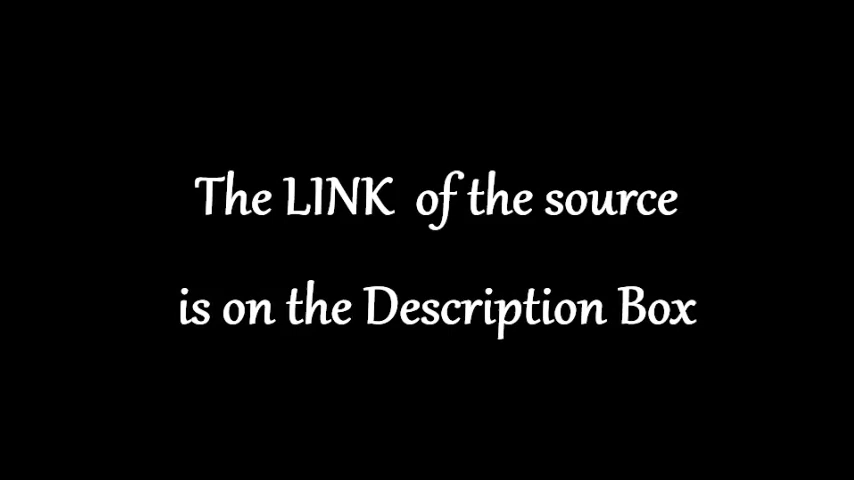 The LINK of the source
is on the Description Box